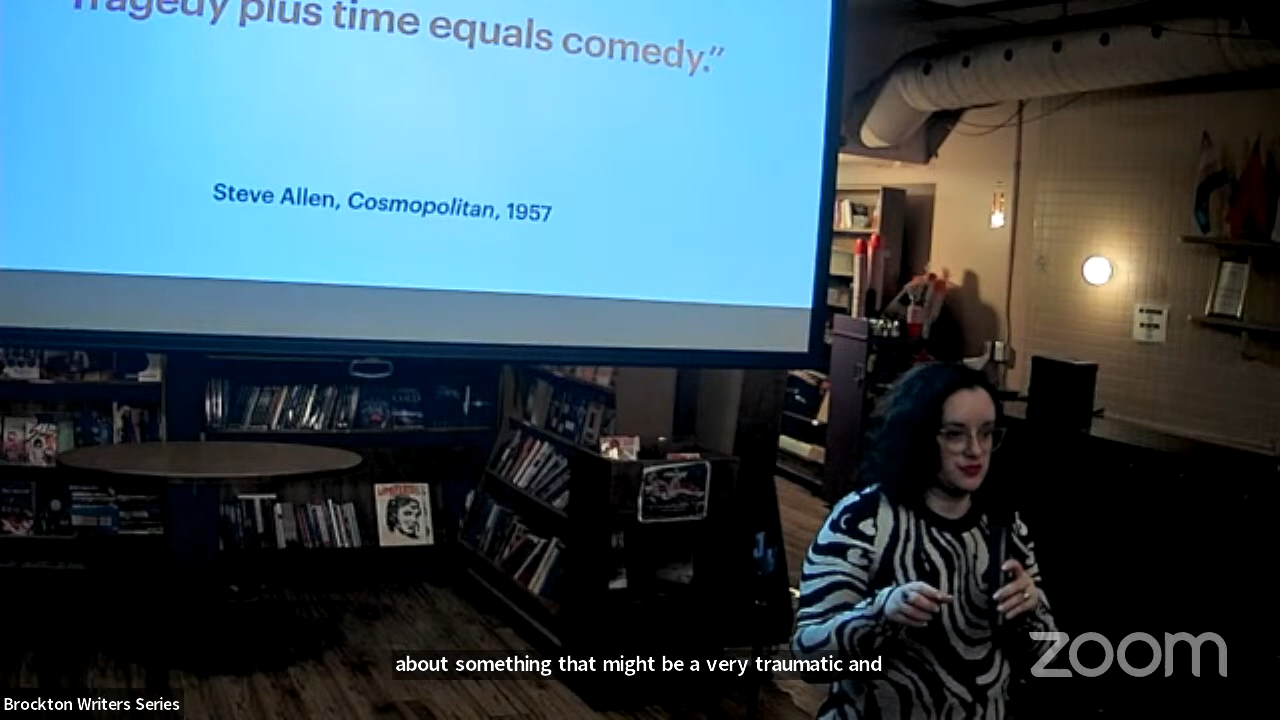 Tragedy plus time equals comedy.”
Steve Allen, Cosmopolitan, 1957
about something that might be a very traumatic and
zoom
Brockton Writers Series